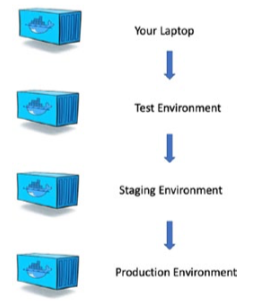 Your Laptop
Test Environment
Staging Environment
Production Environment